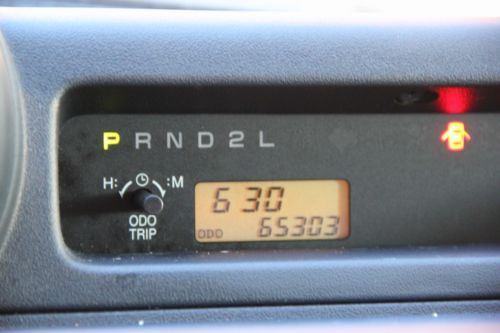 P R N D 2 L
H: :M
ODO
TRIP
6 30
ODO 65303